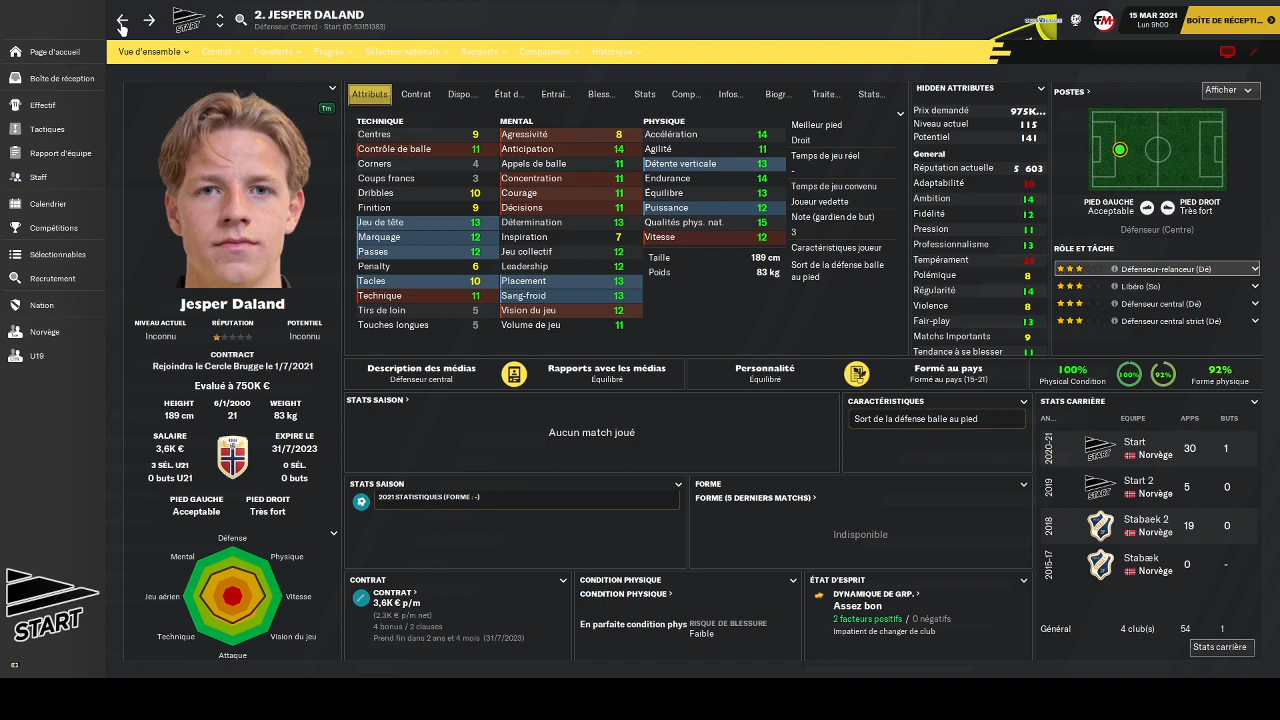 START
2. JESPER DALAND
Défenseur (Centre) - Start (ID:53151383)
15 MAR 2021
Lun 9h00
BOÎTE DE RÉCEPTI...
Page d'accueil
Boîte de réception
Effectif
Tactiques
Rapport d'équipe
Staff
Calendrier
Compétitions
Sélectionnables
Recrutement
Nation
Norvège
U19
START
Vue d'ensemble
Contrat
Transferts
Progrès
Sélection nationale
Rapports
Comparaison
Historique
Tm
Jesper Daland
NIVEAU ACTUEL RÉPUTATION POTENTIEL
Inconnu Inconnu
CONTRACT
Rejoindra le Cercle Brugge le 1/7/2021
Evalué à 750K €
HEIGHT 6/1/2000 WEIGHT
189 cm 21 83 kg
SALAIRE EXPIRE LE
3,6K € 31/7/2023
3 SÉL. U21 0 SÉL.
0 buts U21 0 buts
PIED GAUCHE PIED DROIT
Acceptable Très fort
Défense
Mental Physique
Jeu aérien Vitesse
Technique Vision du jeu
Attaque
Attributs Contrat Dispo... État d... Entraî... Bless... Stats Comp... Infos... Biogr... Traite... Stats...
TECHNIQUE
Centres 9
Contrôle de balle 11
Corners 4
Coups francs 3
Dribbles 10
Finition 9
Jeu de tête 13
Marquage 12
Passes 12
Penalty 6
Tacles 10
Technique 11
Tirs de loin 5
Touches longues 5
MENTAL
Agressivité 8
Anticipation 14
Appels de balle 11
Concentration 11
Courage 11
Décisions 11
Détermination 13
Inspiration 7
Jeu collectif 12
Leadership 12
Placement 13
Sang-froid 13
Vision du jeu 12
Volume de jeu 11
PHYSIQUE
Accélération 14
Agilité 11
Détente verticale 13
Endurance 14
Équilibre 13
Puissance 12
Qualités phys. nat. 15
Vitesse 12
Taille 189 cm
Poids 83 kg
Meilleur pied
Droit
Temps de jeu réel
-
Temps de jeu convenu
Joueur vedette
Note (gardien de but)
3
Caractéristiques joueur
Sort de la défense balle
au pied
HIDDEN ATTRIBUTES
Prix demandé 975K...
Niveau actuel 115
Potentiel 141
General
Réputation actuelle 5 603
Adaptabilité 20
Ambition 14
Fidélité 12
Pression 11
Professionnalisme 13
Tempérament 20
Polémique 8
Régularité 14
Violence 8
Fair-play 13
Matchs Importants 9
Tendance à se blesser 11
POSTES
Afficher
PIED GAUCHE PIED DROIT
Acceptable Très fort
Défenseur (Centre)
RÔLE ET TÂCHE
Défenseur-relanceur (Dé)
Libéro (So)
Défenseur central (Dé)
Défenseur central strict (Dé)
Description des médias
Défenseur central
Rapports avec les médias
Équilibré
Personnalité
Équilibré
Formé au pays
Formé au pays (15-21)
100%
Physical Condition
100%
92%
92%
Forme physique
STATS SAISON >
Aucun match joué
CARACTÉRISTIQUES
Sort de la défense balle au pied
STATS SAISON
2021 STATISTIQUES (FORME : -)
FORME
FORME (5 DERNIERS MATCHS) >
Indisponible
CONTRAT
CONTRAT >
3,6K € p/m
(2,3K € p/m net)
4 bonus / 2 clauses
Prend fin dans 2 ans et 4 mois (31/7/2023)
CONDITION PHYSIQUE
CONDITION PHYSIQUE >
En parfaite condition phys
RISQUE DE BLESSURE
Faible
ÉTAT D'ESPRIT
DYNAMIQUE DE GRP. >
Assez bon
2 facteurs positifs / 0 négatifs
Impatient de changer de club
STATS CARRIÈRE
AN... EQUIPE APPS BUTS
2020-21 Start Norvège 30 1
2019 Start 2 Norvège 5 0
2018 Stabaek 2 Norvège 19 0
2015-17 Stabæk Norvège 0 -
Général 4 club(s) 54 1
Stats carrière